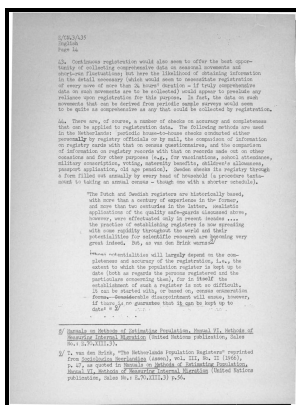 E/CN.9/433
English
Page 14
43. Continuous registration would also seem to offer the best oppor-
tunity of collecting comprehensive data on seasonal movements and
short-run fluctuations; but here the likelihood of obtaining information
in the detail necessary (which would seem to necessitate registration
of every move of more than 24 hours' duration - if truly comprehensive
data on such movements are to be collected) would appear to preclude any
reliance upon registration for this purpose. In fact, the data on such
movements that can be derived from periodic sample surveys would seem
to be quite as comprehensive as any that could be collected by registration.
44. There are, of course, a number of checks on accuracy and completeness
that can be applied to registration data. The following methods are used
in the Netherlands: periodic house-to-house checks conducted either
personally by register officials or by mail, the comparison of information
on registry cards with that on census questionnaires, and the comparison
of information on registry records with that on records made out on other
occasions and for other purposes (e.g., for vaccinations, school attendance,
military conscription, voting, maternity benefits, children's allowances,
passport application, old age pension). Sweden checks its registry through
a form filled out annually by every head of household (a procedure tanta-
mount to taking an annual census - though one with a shorter schedule).
"The Dutch and Swedish registers are historically based,
with more than a century of experience in the former,
and more than two centuries in the latter. Realistic
applications of the quality safe-guards discussed above,
however, were effectuated only in recent decades ....
the practice of establishing registers is now spreading
with some rapidity throughout the world and their
potentialities for scientific research are becoming very
great indeed. But, as van den Brink warns:
potentialities will largely depend on the com-
pleteness and accuracy of the registration, i.e., the
extent to which the population register is kept up to
date (both as regards the persons registered and the
particulars concerning them), for in itself the
establishment of such a register is not so difficult.
It can be started with, or based on, census enumeration
forms. Considerable disappointment will ensue, however,
if there is no guarantee that it can be kept up to
date" 2/
Manuals on Methods of Estimating Population, Manual VI, Methods of
Measuring Internal Migration (United Nations publication, Sales
No.: E.70.XIII.3).
2/ T. van den Brink, "The Netherlands Population Registers" reprinted
from Sociologica Neerlandica (Assen), vol. III, No. II (1966),
p. 47, as quoted in Manuals on Methods of Estimating Population,
Manual VI, Methods of Measuring Internal Migration (United Nations
publication, Sales No.: E.70.XIII.3) p.56.